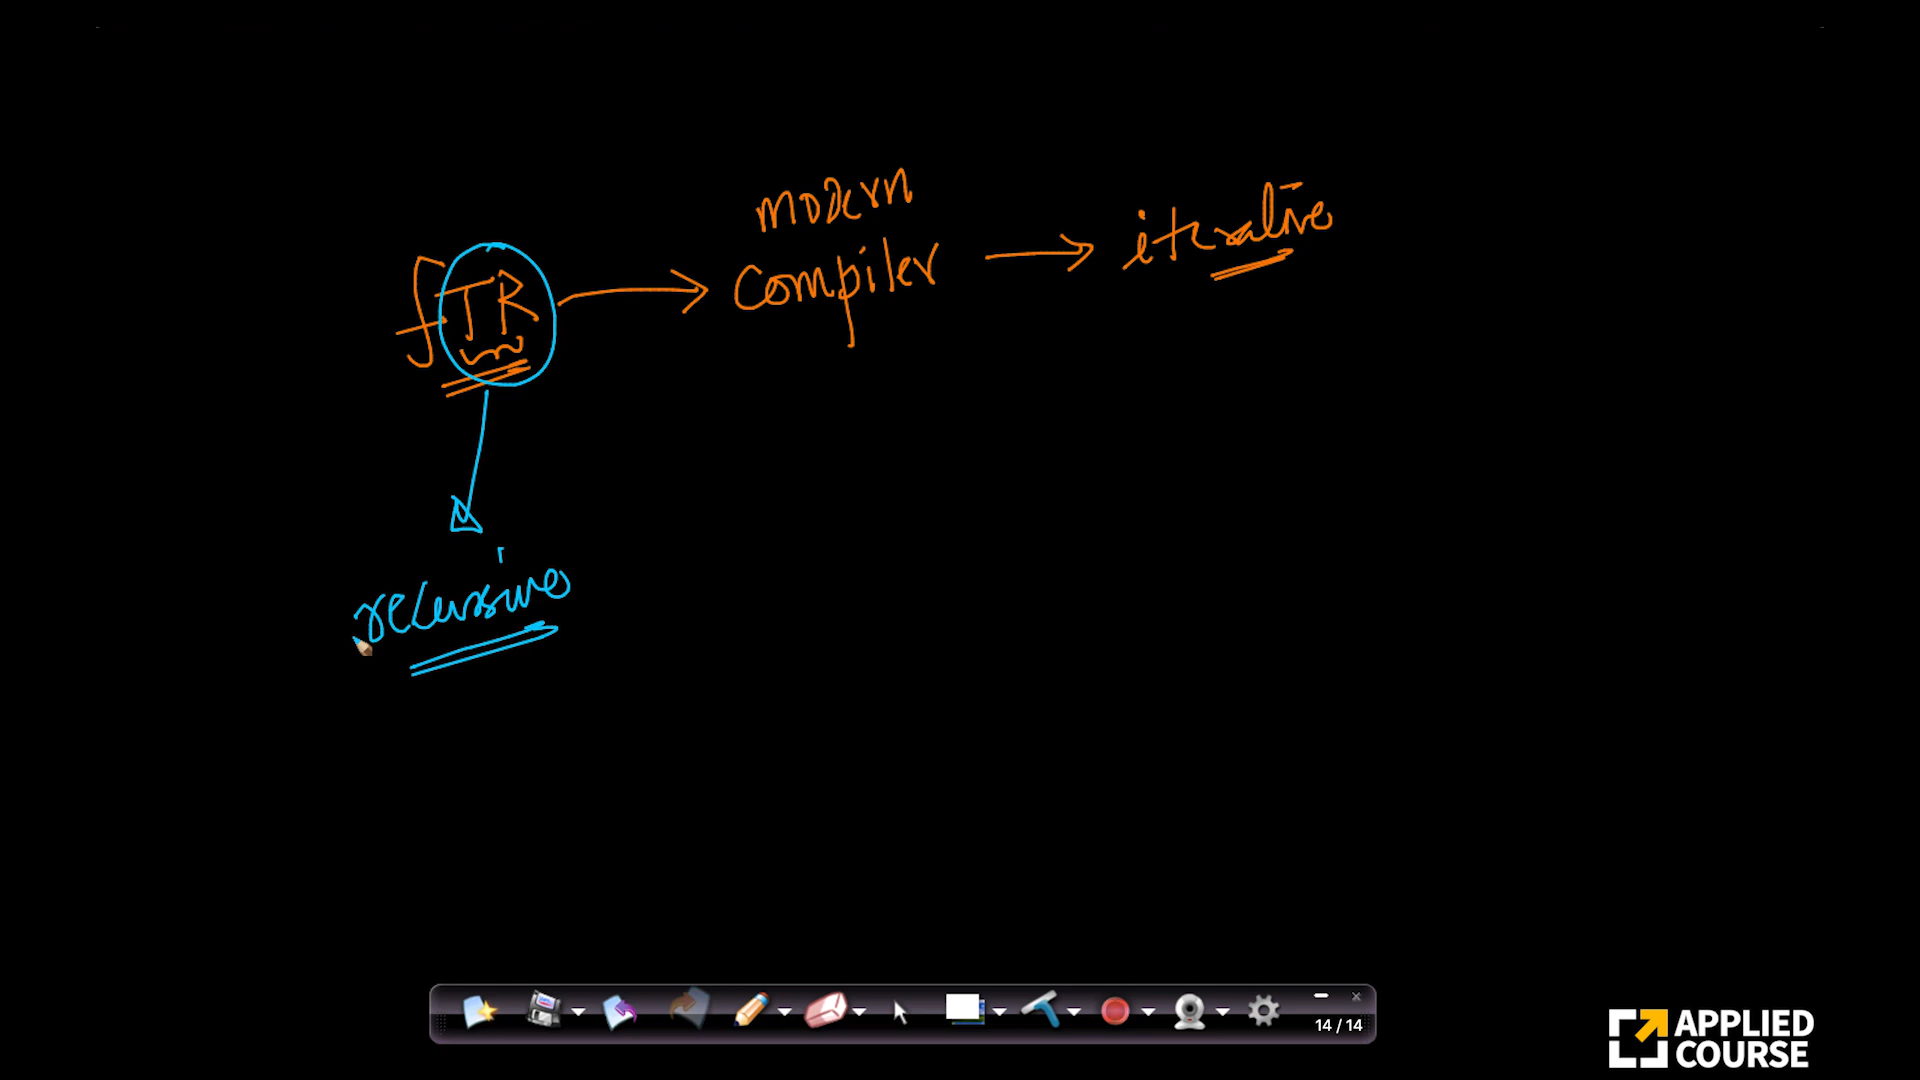 modern
fTR → compiler → iterative
recursive
14 / 14
APPLIED
COURSE